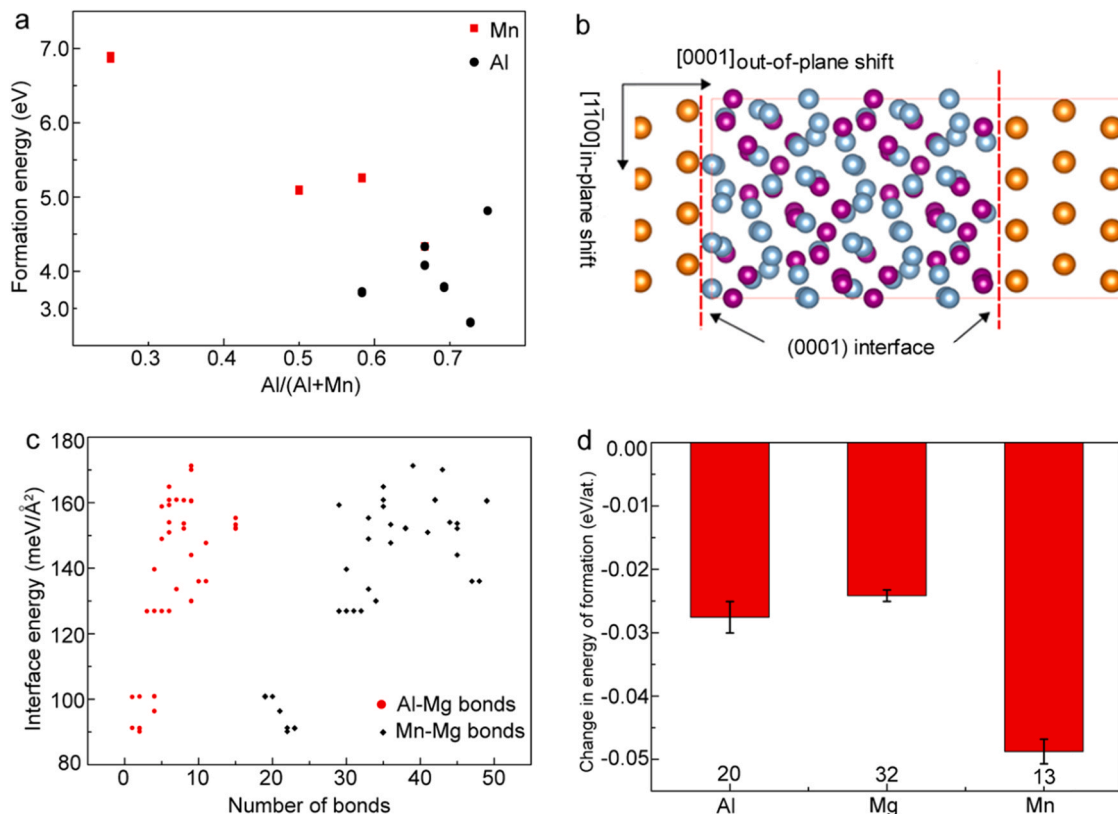 a
Mn
Al
7.0
6.0
5.0
4.0
3.0
Formation energy (eV)
0.3 0.4 0.5 0.6 0.7
Al/(Al+Mn)
b
[0001] out-of-plane shift
[11̄00] in-plane shift
(0001) interface
c
180
160
140
120
100
80
Interface energy (meV/Å²)
Al-Mg bonds
Mn-Mg bonds
0 10 20 30 40 50
Number of bonds
d
0.00
-0.01
-0.02
-0.03
-0.04
-0.05
Change in energy of formation (eV/at.)
20 32 13
Al Mg Mn